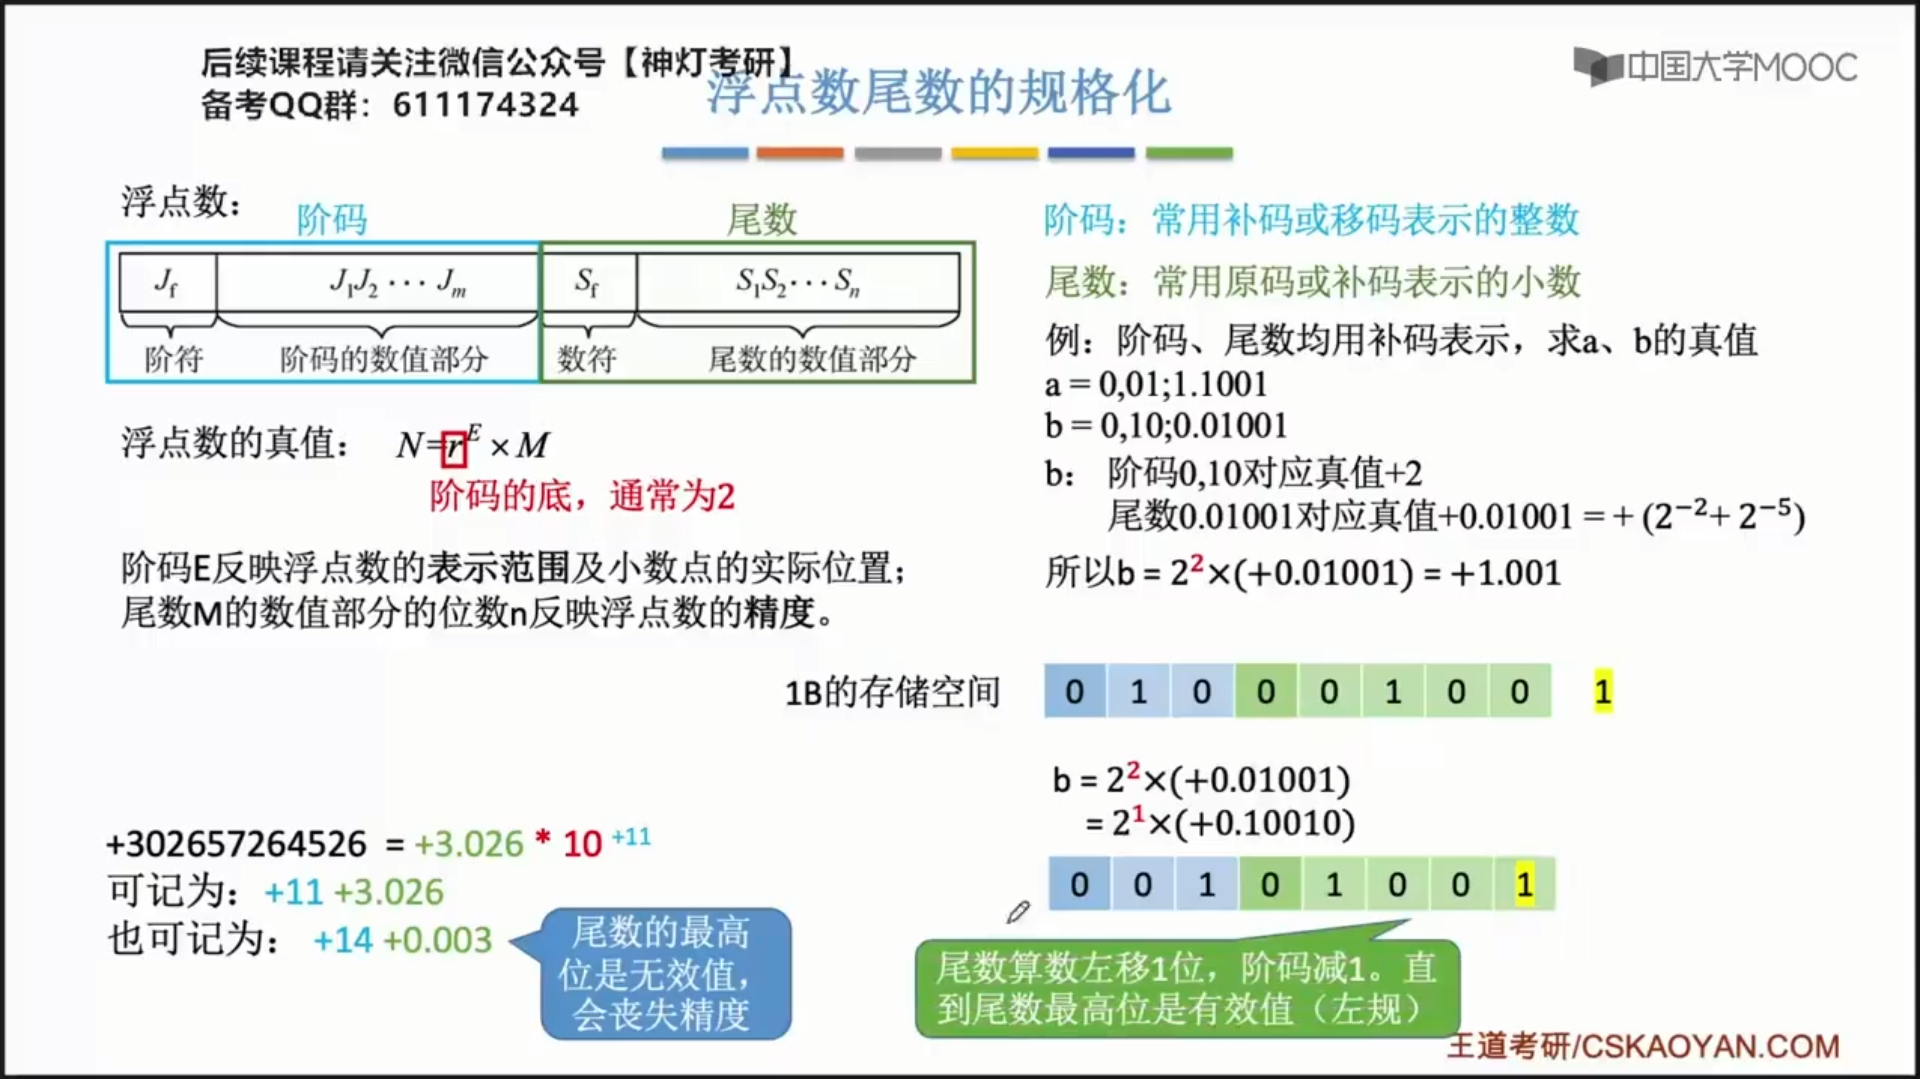 后续课程请关注微信公众号【神灯考研】
备考QQ群：611174324
浮点数尾数的规格化
中国大学MOOC
浮点数：
阶码
尾数
J_f
J_1J_2 ··· J_m
S_f
S_1S_2···S_n
阶符
阶码的数值部分
数符
尾数的数值部分
浮点数的真值： N=r^E × M
阶码的底，通常为2
阶码E反映浮点数的表示范围及小数点的实际位置；
尾数M的数值部分的位数n反映浮点数的精度。
阶码：常用补码或移码表示的整数
尾数：常用原码或补码表示的小数
例：阶码、尾数均用补码表示，求a、b的真值
a = 0,01;1.1001
b = 0,10;0.01001
b： 阶码0,10对应真值+2
尾数0.01001对应真值+0.01001 = + (2⁻²+ 2⁻⁵)
所以b = 2²×(+0.01001) = +1.001
1B的存储空间 0 1 0 0 0 1 0 0 1
b = 2²×(+0.01001)
= 2¹×(+0.10010)
0 0 1 0 1 0 0 1
尾数算数左移1位，阶码减1。直
到尾数最高位是有效值（左规）
+302657264526 = +3.026 * 10 ⁺¹¹
可记为：+11 +3.026
也可记为： +14 +0.003
尾数的最高
位是无效值，
会丧失精度
王道考研/CSKAOYAN.COM